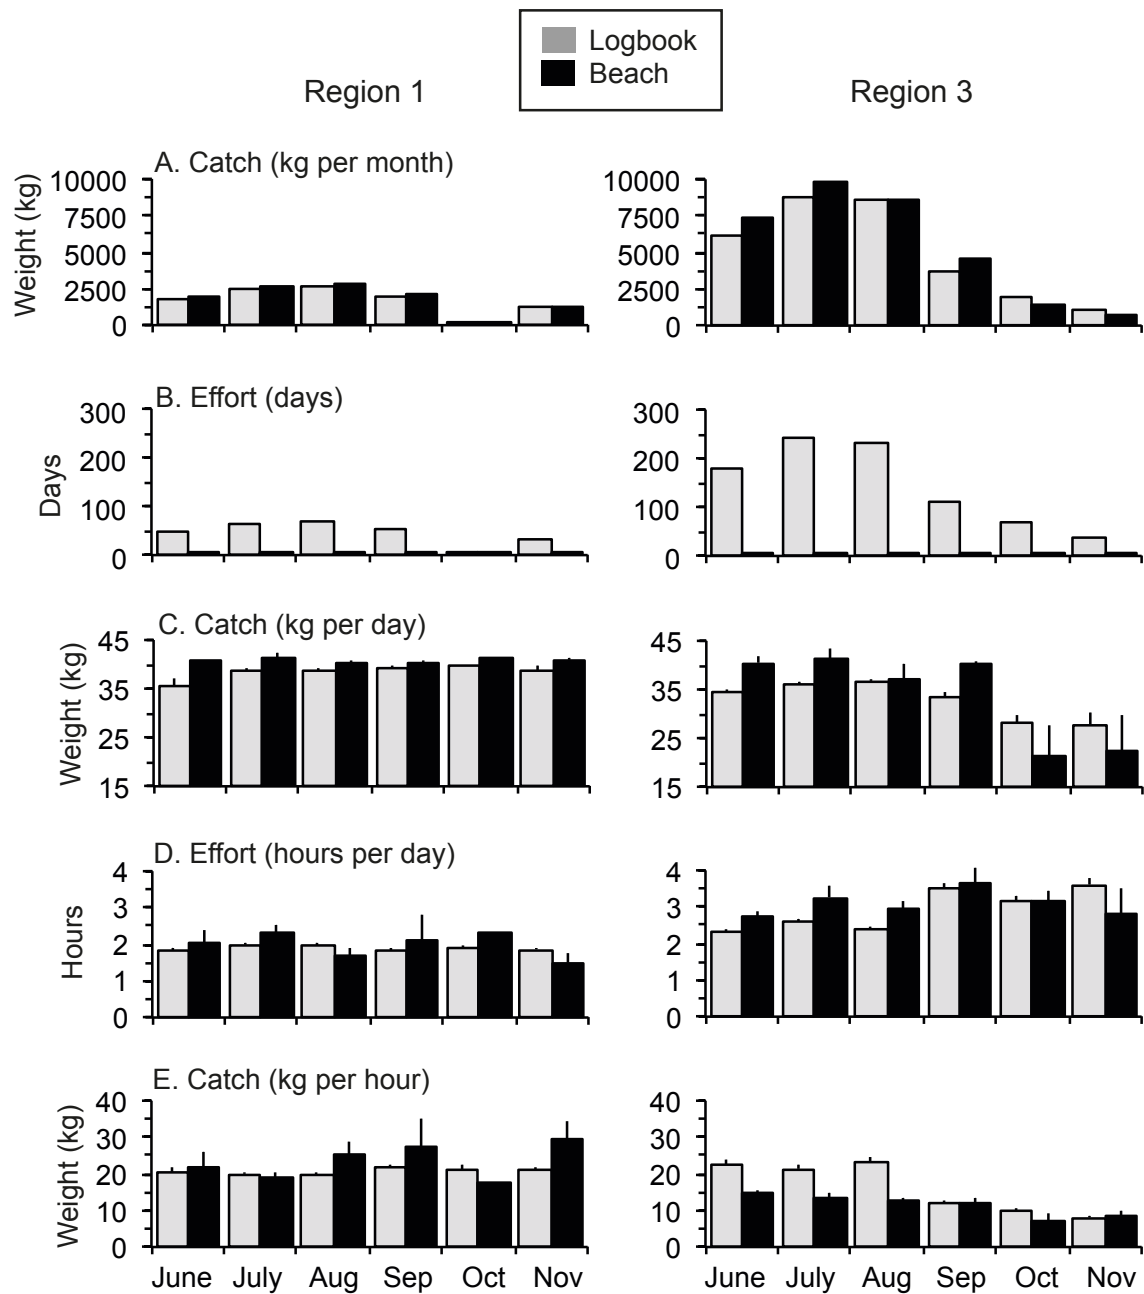 Logbook
Beach
Region 1
Region 3
A. Catch (kg per month)
Weight (kg)
10000
7500
5000
2500
0
10000
7500
5000
2500
0
B. Effort (days)
Days
300
200
100
0
300
200
100
0
C. Catch (kg per day)
Weight (kg)
45
35
25
15
45
35
25
15
D. Effort (hours per day)
Hours
4
3
2
1
0
4
3
2
1
0
E. Catch (kg per hour)
Weight (kg)
40
30
20
10
0
40
30
20
10
0
June July Aug Sep Oct Nov
June July Aug Sep Oct Nov